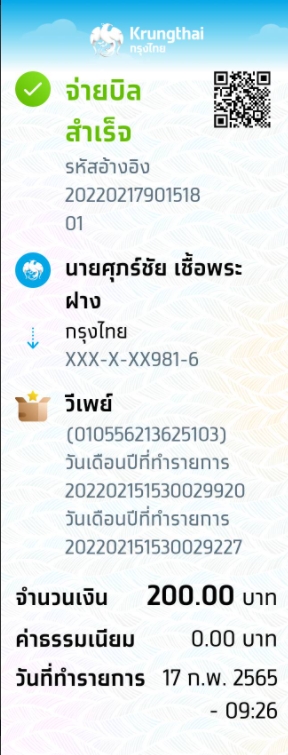 Krungthai
กรุงไทย
จ่ายบิล
สำเร็จ
รหัสอ้างอิง
20220217901518
01
นายศุภร์ชัย เชื้อพระ
ฝาง
กรุงไทย
XXX-X-XX981-6
วีเพย์
(010556213625103)
วันเดือนปีที่ทำรายการ
202202151530029920
วันเดือนปีที่ทำรายการ
202202151530029227
จำนวนเงิน 200.00 บาท
ค่าธรรมเนียม 0.00 บาท
วันที่ทำรายการ 17 ก.พ. 2565
- 09:26